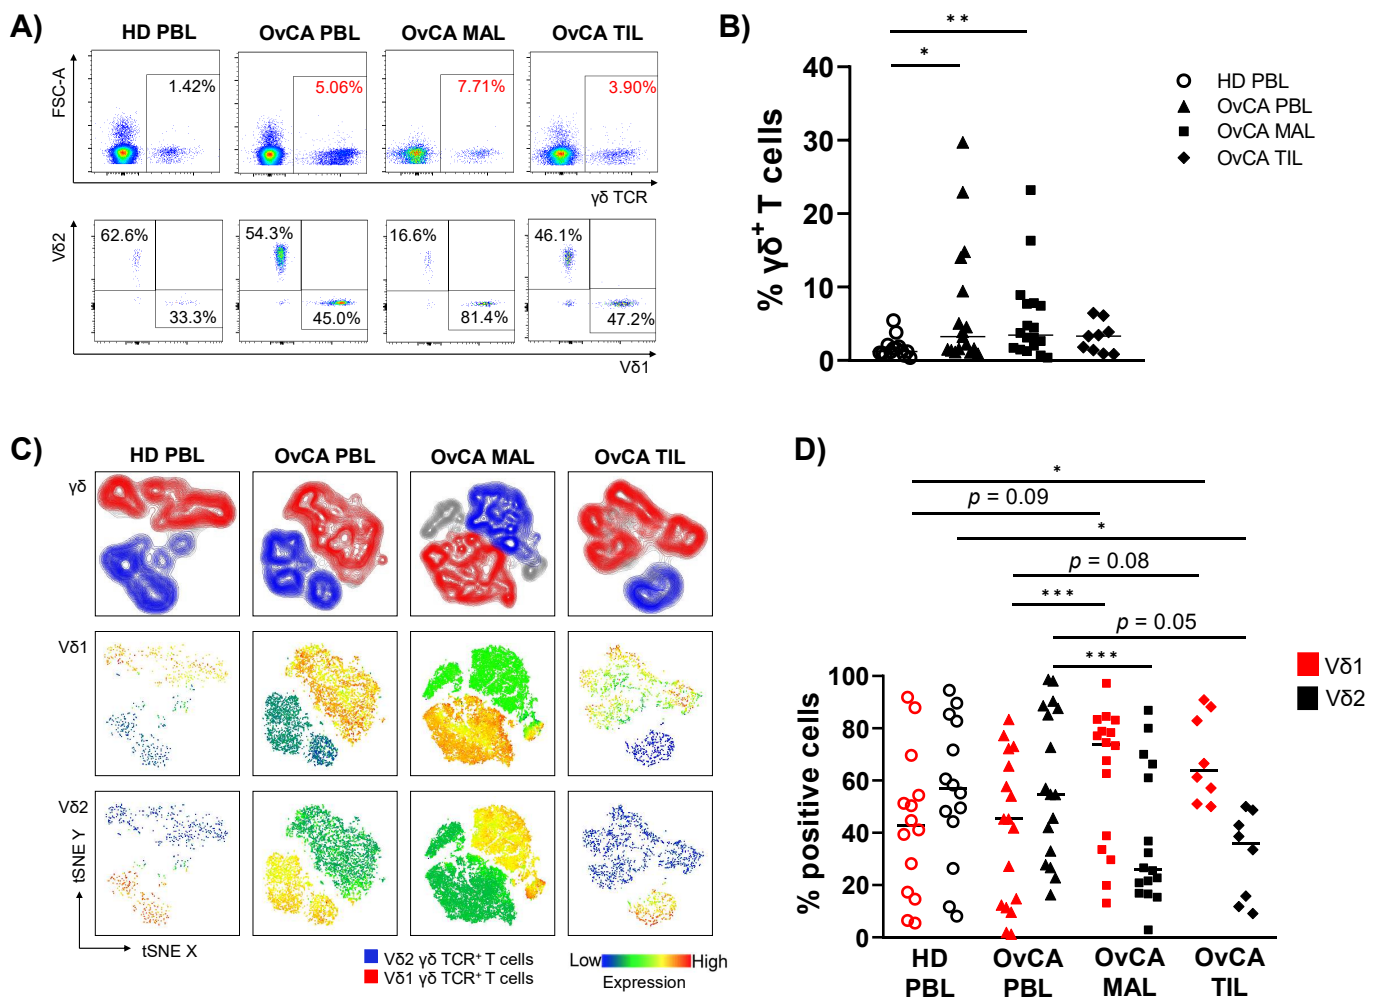 A)
HD PBL OvCA PBL OvCA MAL OvCA TIL
FSC-A
1.42% 5.06% 7.71% 3.90%
γδ TCR
Vδ2
62.6% 54.3% 16.6% 46.1%
33.3% 45.0% 81.4% 47.2%
Vδ1
B)
**
*
% γδ+ T cells
40
30
20
10
0
HD PBL
OvCA PBL
OvCA MAL
OvCA TIL
C)
HD PBL OvCA PBL OvCA MAL OvCA TIL
γδ
Vδ1
Vδ2
tSNE Y
tSNE X
Vδ2 γδ TCR+ T cells
Vδ1 γδ TCR+ T cells
Low High
Expression
D)
*
p = 0.09
*
p = 0.08
***
p = 0.05
***
Vδ1
Vδ2
% positive cells
100
80
60
40
20
0
HD OvCA OvCA OvCA
PBL PBL MAL TIL